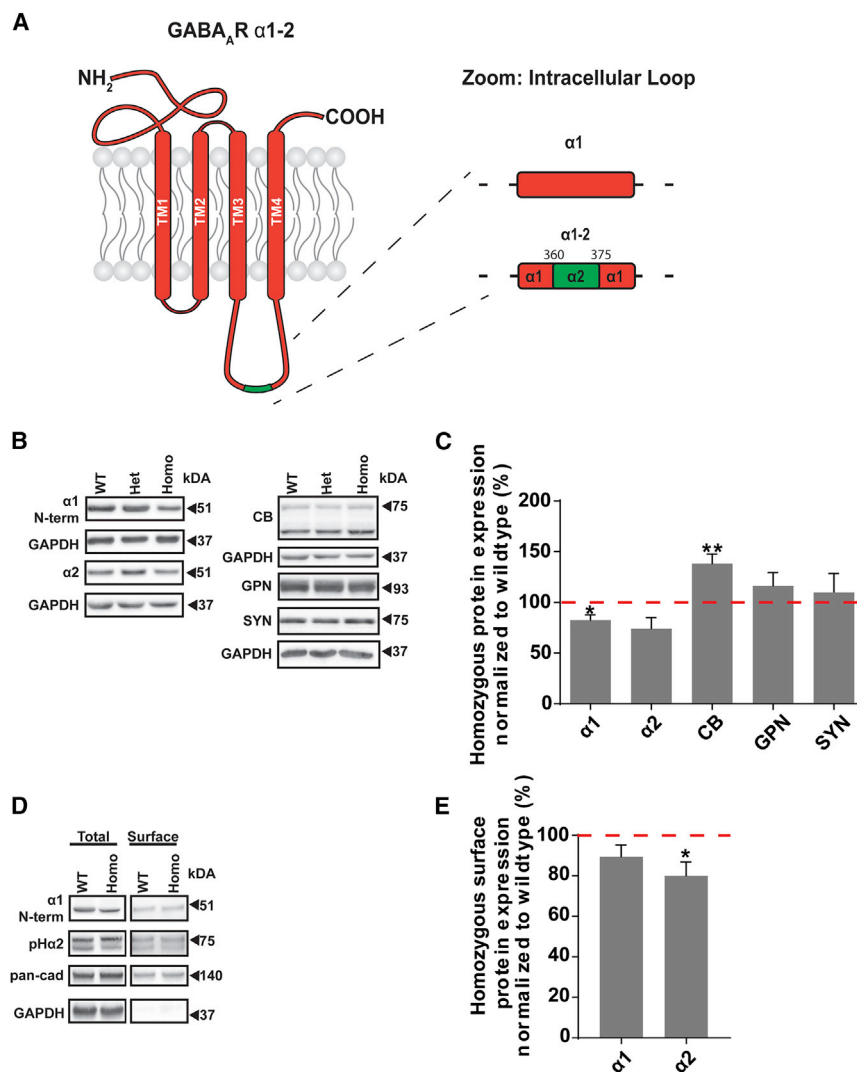 A
GABA_AR α1-2
NH₂
COOH
TM1
TM2
TM3
TM4
Zoom: Intracellular Loop
α1
α1-2
360 375
α1 α2 α1
B
WT Het Homo kDA
α1 N-term 51
GAPDH 37
α2 51
GAPDH 37
WT Het Homo kDA
CB 75
GAPDH 37
GPN 93
SYN 75
GAPDH 37
C
Homozygous protein expression
normalized to wildtype (%)
200
150
100
50
0
*
**
α1 α2 CB GPN SYN
D
Total Surface
WT Homo WT Homo kDA
α1 N-term 51
pHα2 75
pan-cad 140
GAPDH 37
E
Homozygous surface
protein expression
normalized to wildtype (%)
100
80
60
40
20
0
*
α1 α2